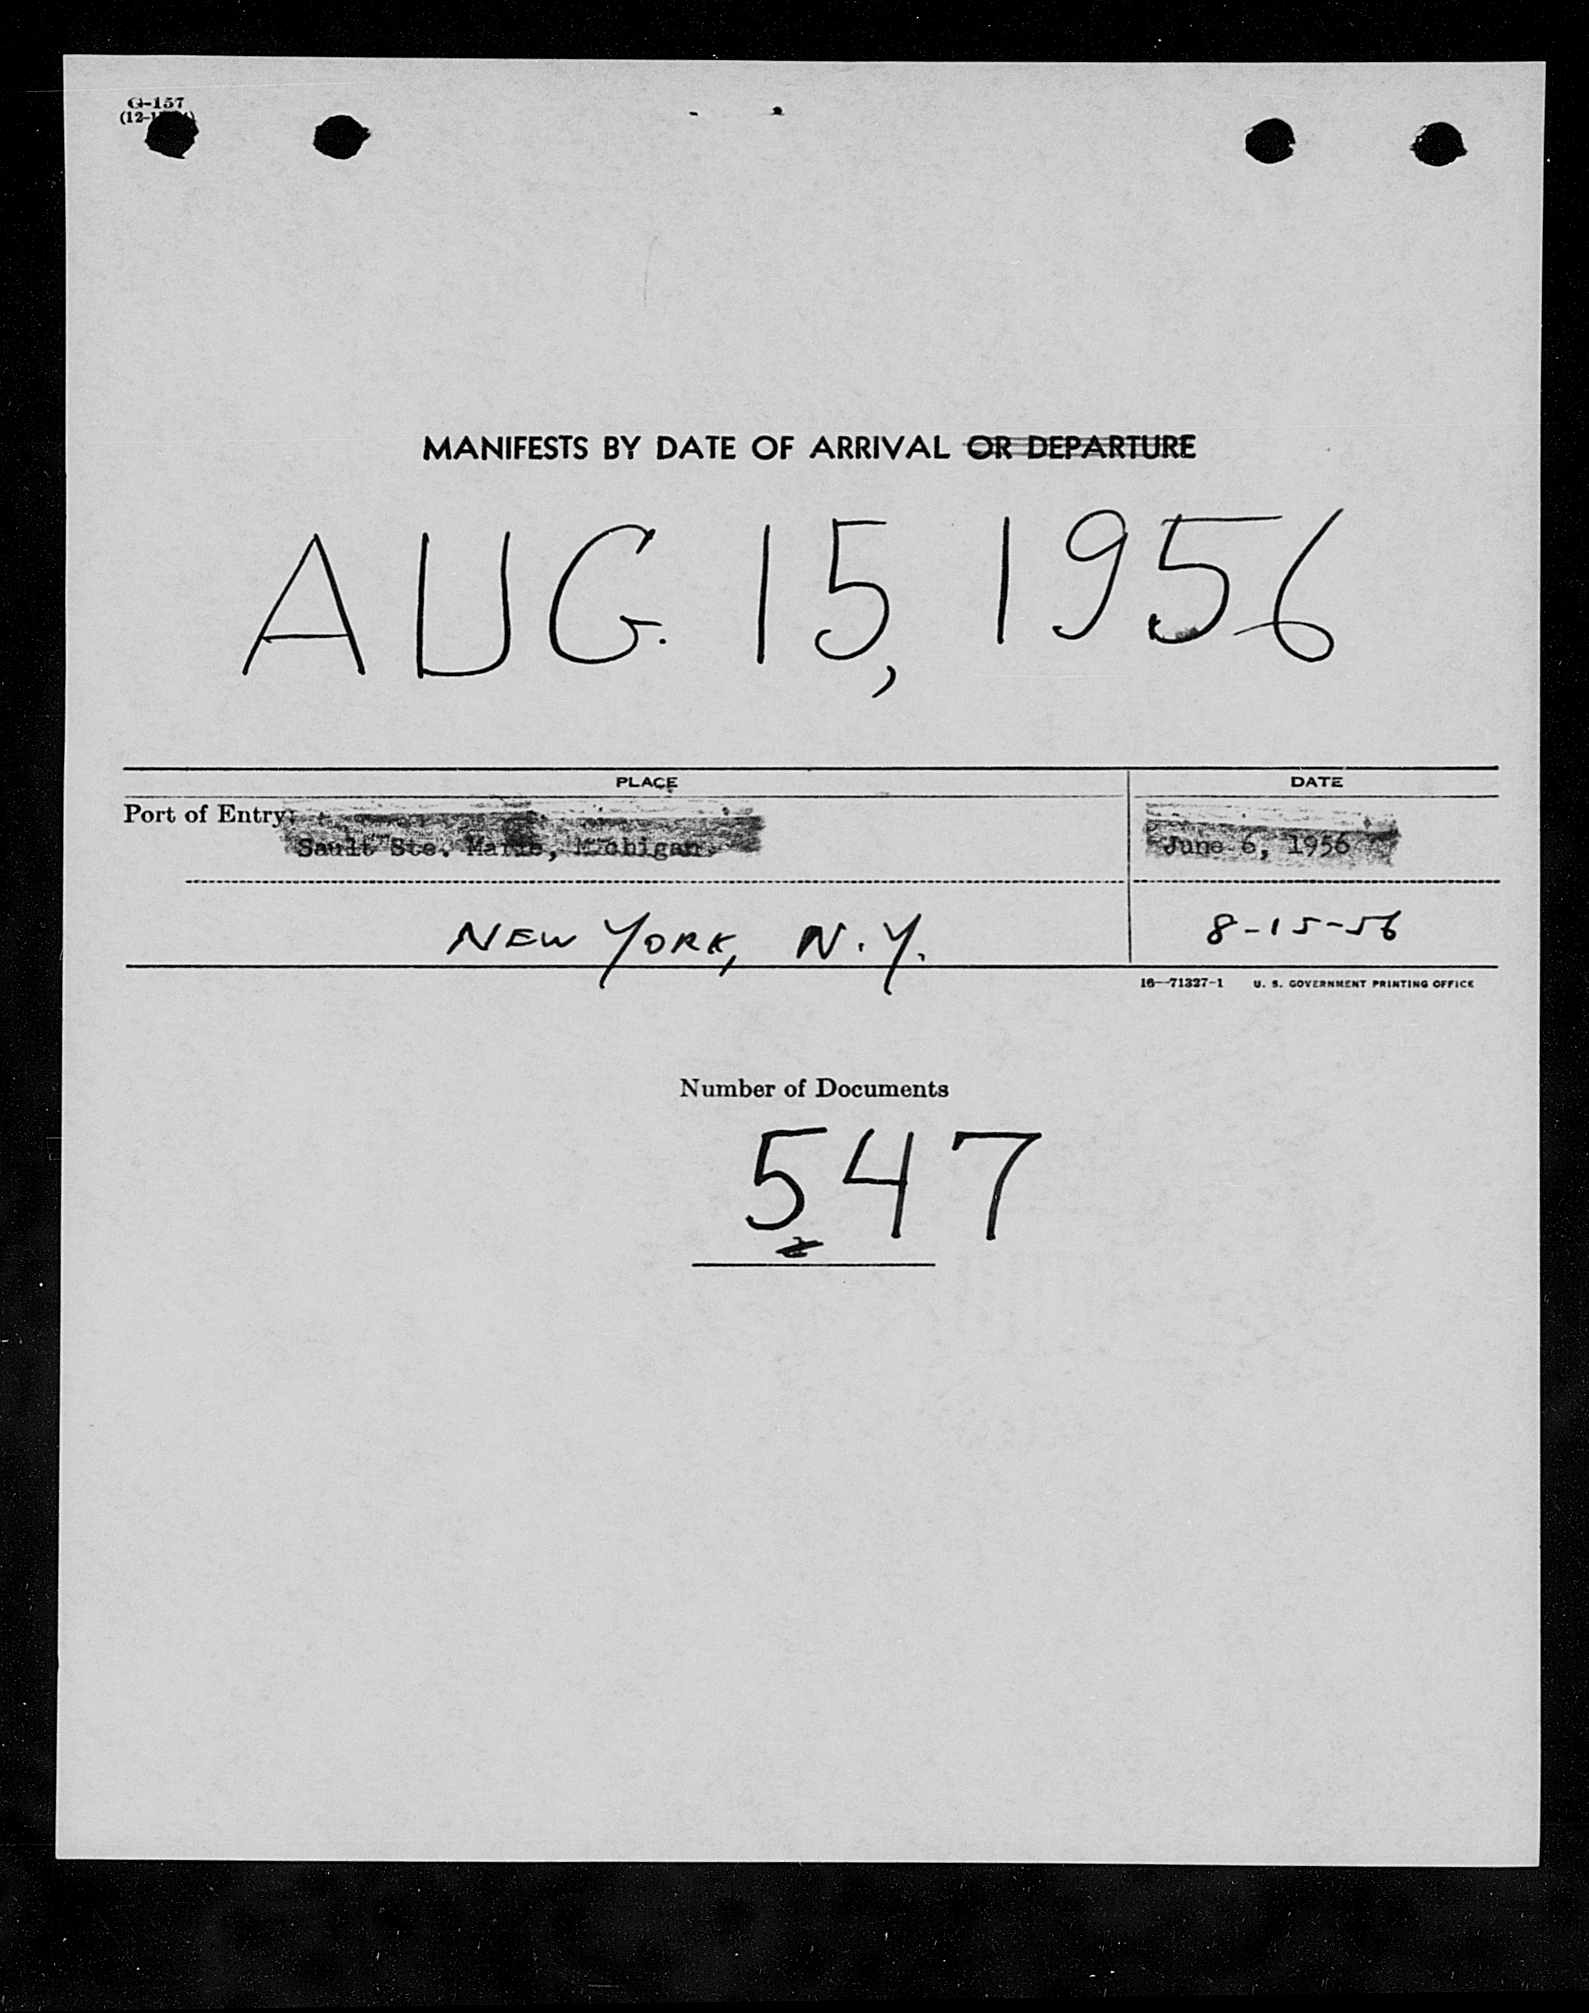 G-157
MANIFESTS BY DATE OF ARRIVAL OR DEPARTURE
AUG. 15, 1956
PLACE DATE
Port of Entry:
Sault Ste. Marie, Michigan. June 6, 1956
NEW YORK, N.Y. 8-15-56
16—71327-1 U. S. GOVERNMENT PRINTING OFFICE
Number of Documents
547